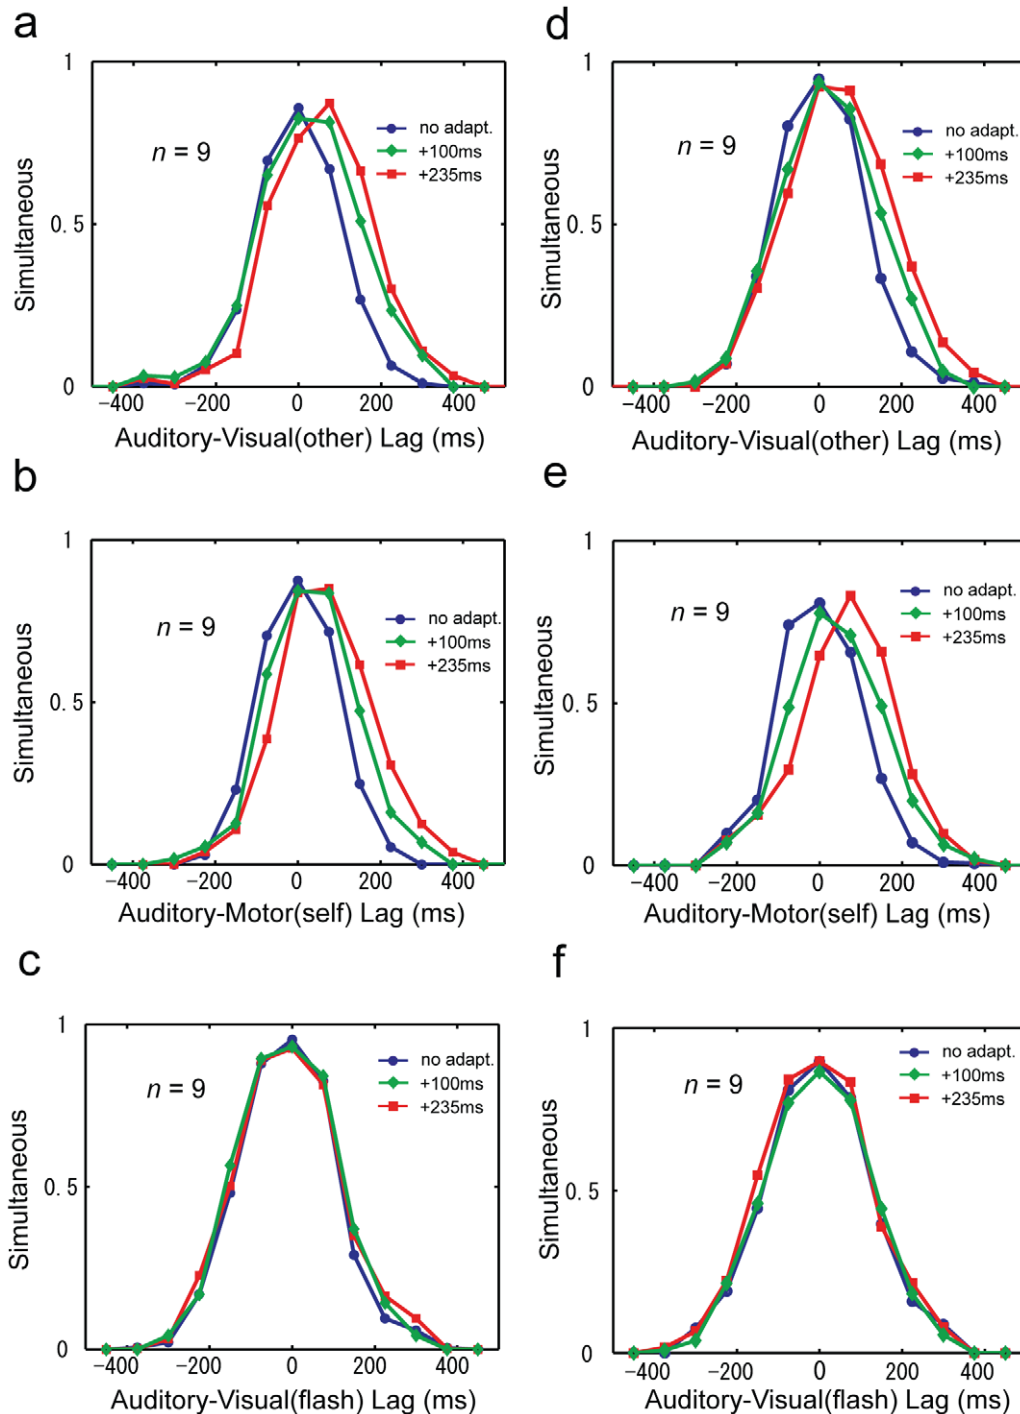 a
1
no adapt.
+100ms
+235ms
n = 9
0.5
0
Simultaneous
−400 −200 0 200 400
Auditory-Visual(other) Lag (ms)
d
1
no adapt.
+100ms
+235ms
n = 9
0.5
0
Simultaneous
−400 −200 0 200 400
Auditory-Visual(other) Lag (ms)
b
1
no adapt.
+100ms
+235ms
n = 9
0.5
0
Simultaneous
−400 −200 0 200 400
Auditory-Motor(self) Lag (ms)
e
1
no adapt.
+100ms
+235ms
n = 9
0.5
0
Simultaneous
−400 −200 0 200 400
Auditory-Motor(self) Lag (ms)
c
1
no adapt.
+100ms
+235ms
n = 9
0.5
0
Simultaneous
−400 −200 0 200 400
Auditory-Visual(flash) Lag (ms)
f
1
no adapt.
+100ms
+235ms
n = 9
0.5
0
Simultaneous
−400 −200 0 200 400
Auditory-Visual(flash) Lag (ms)